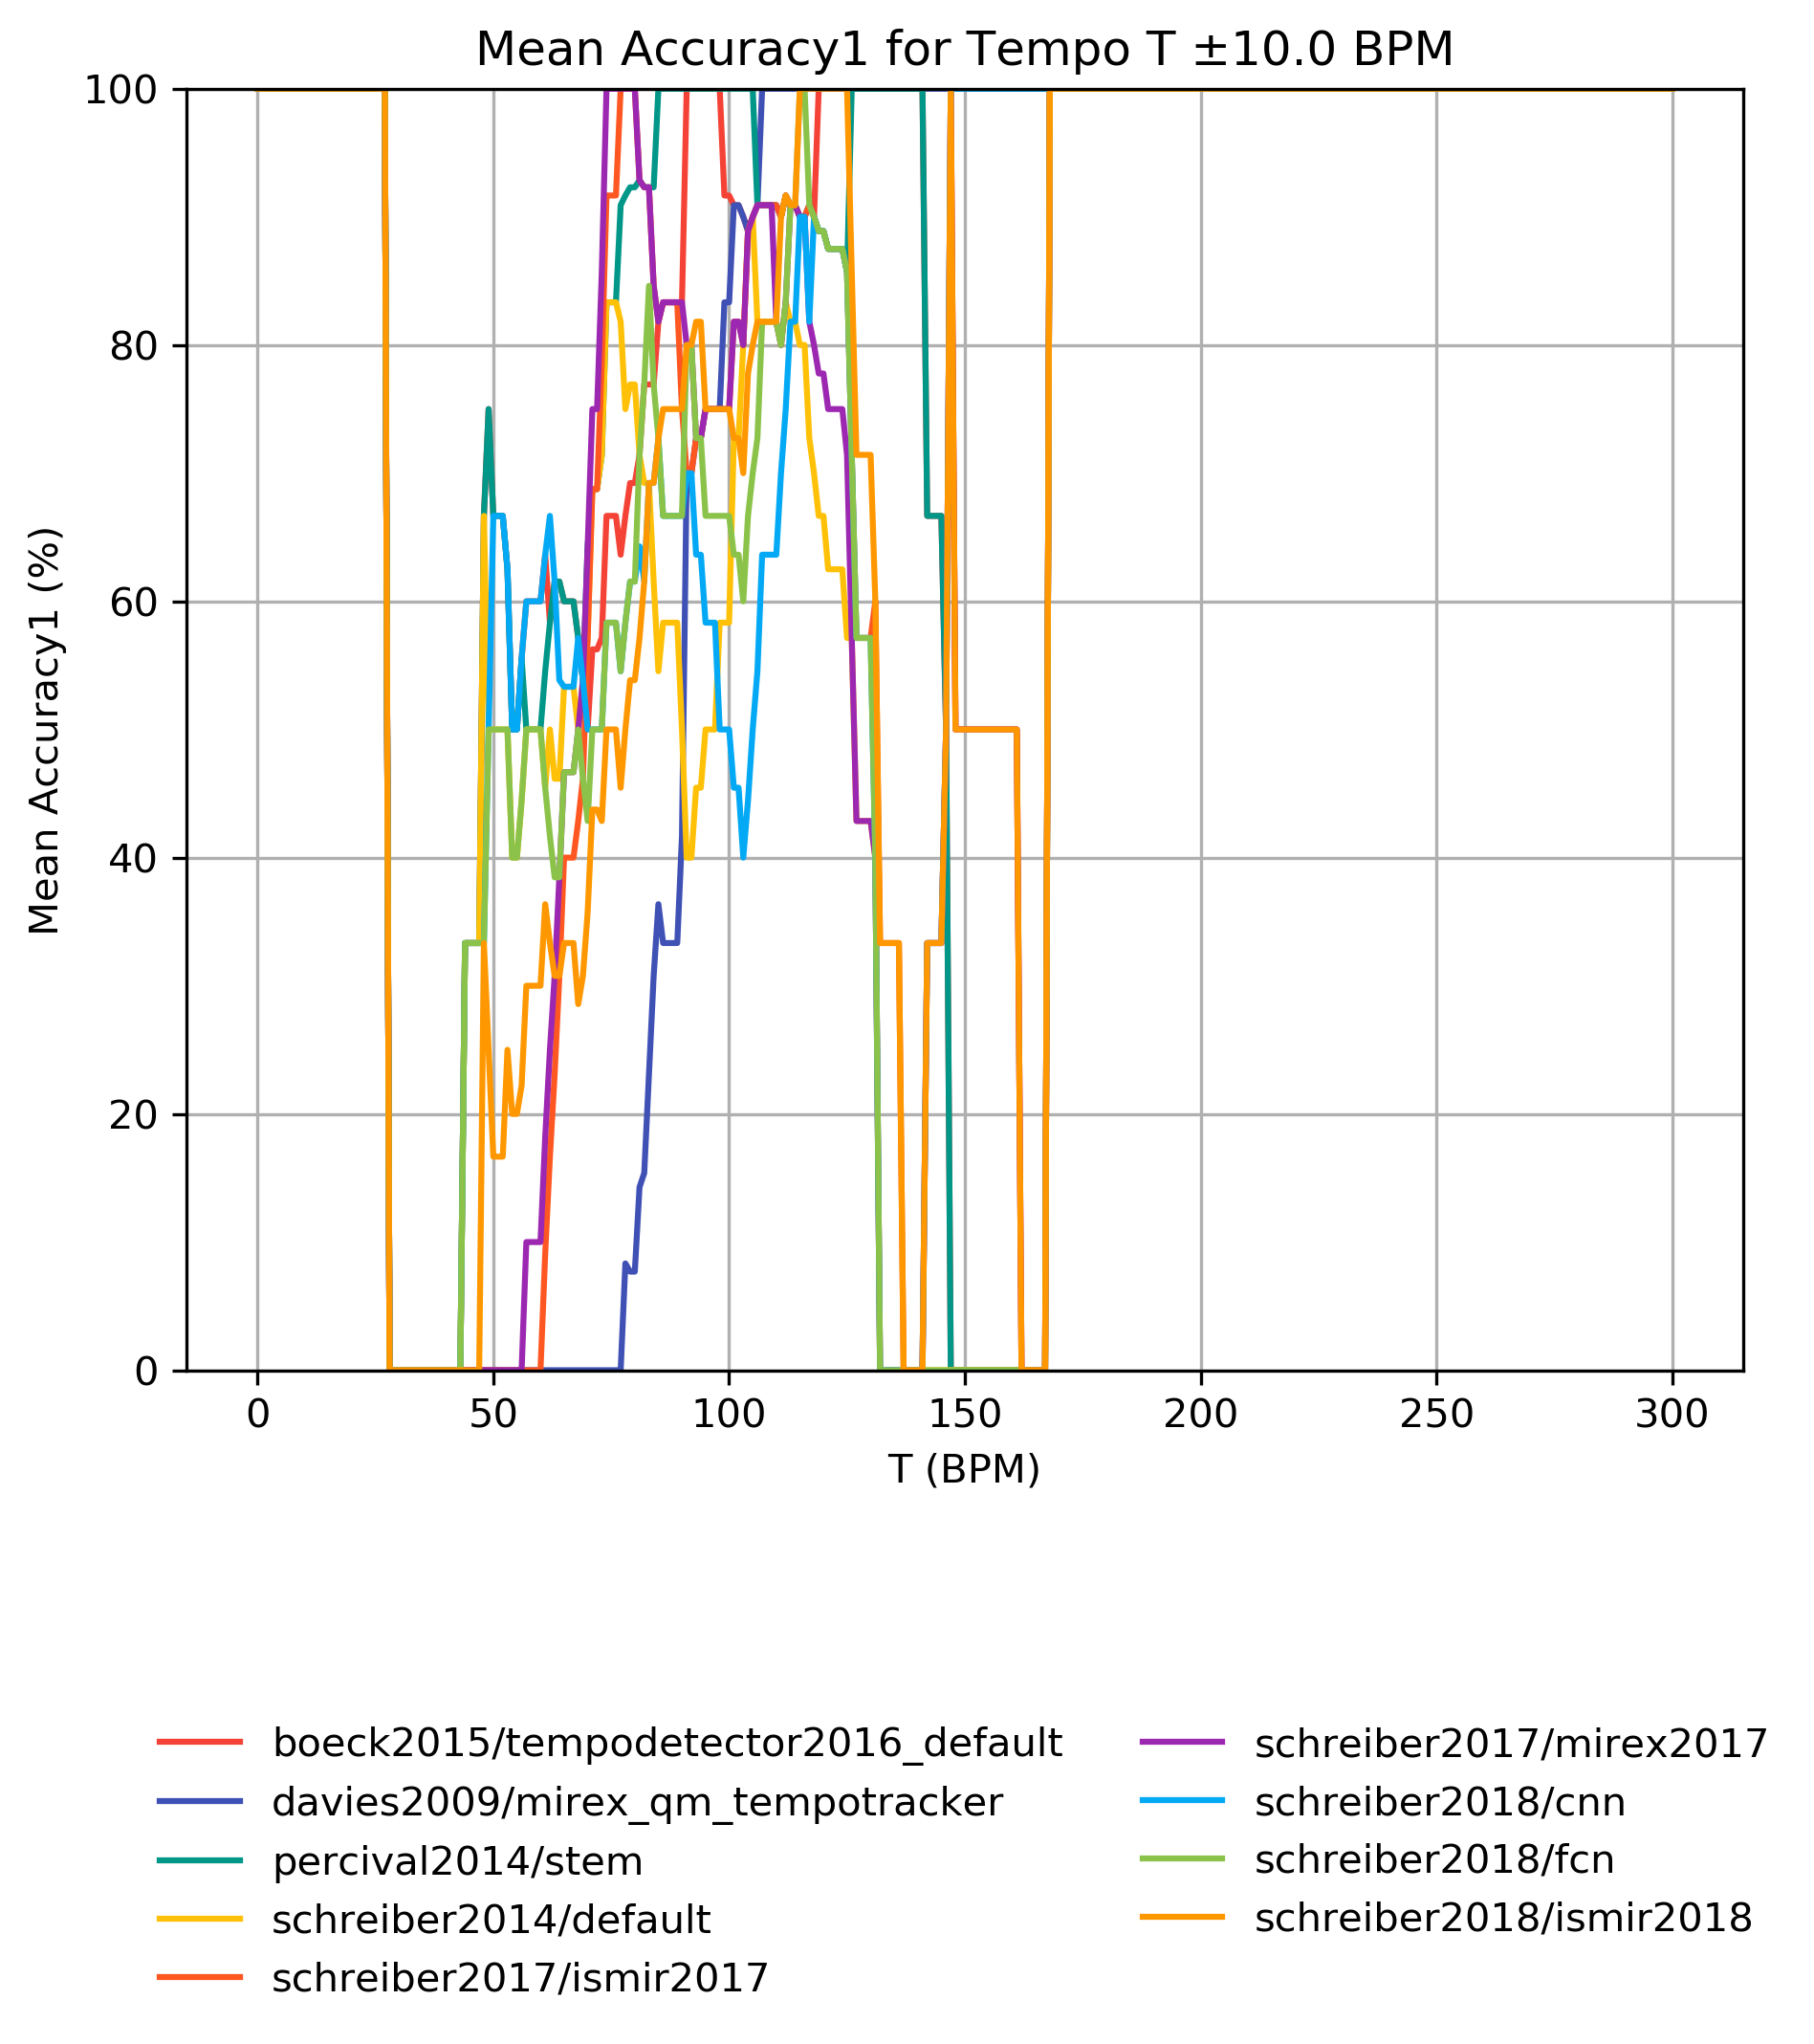 Mean Accuracy1 for Tempo T ±10.0 BPM
100
80
60
40
20
0
Mean Accuracy1 (%)
0 50 100 150 200 250 300
T (BPM)
boeck2015/tempodetector2016_default
davies2009/mirex_qm_tempotracker
percival2014/stem
schreiber2014/default
schreiber2017/ismir2017
schreiber2017/mirex2017
schreiber2018/cnn
schreiber2018/fcn
schreiber2018/ismir2018